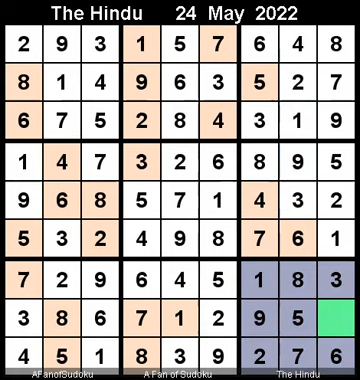 The Hindu 24 May 2022
2 9 3 1 5 7 6 4 8
8 1 4 9 6 3 5 2 7
6 7 5 2 8 4 3 1 9
1 4 7 3 2 6 8 9 5
9 6 8 5 7 1 4 3 2
5 3 2 4 9 8 7 6 1
7 2 9 6 4 5 1 8 3
3 8 6 7 1 2 9 5
4 5 1 8 3 9 2 7 6
AFanofSudoku A Fan of Sudoku The Hindu